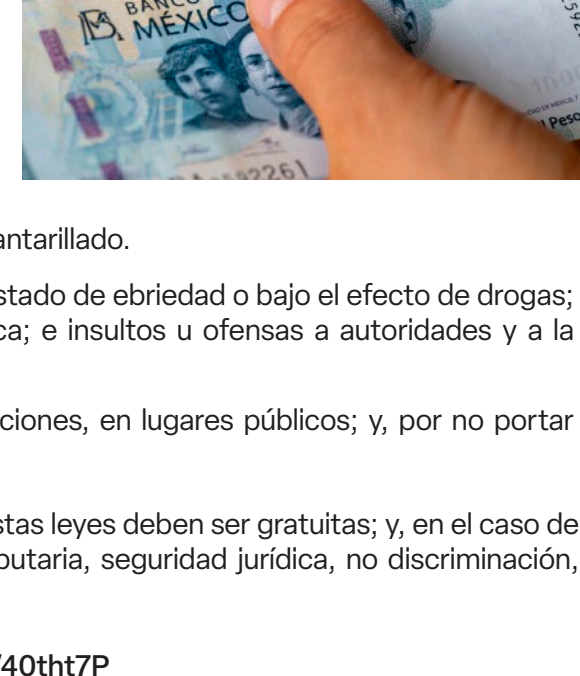 BANCO
MÉXICO
Peso
antarillado.
stado de ebriedad o bajo el efecto de drogas;
ca; e insultos u ofensas a autoridades y a la
ciones, en lugares públicos; y, por no portar
stas leyes deben ser gratuitas; y, en el caso de
butaria, seguridad jurídica, no discriminación,
/40tht7P